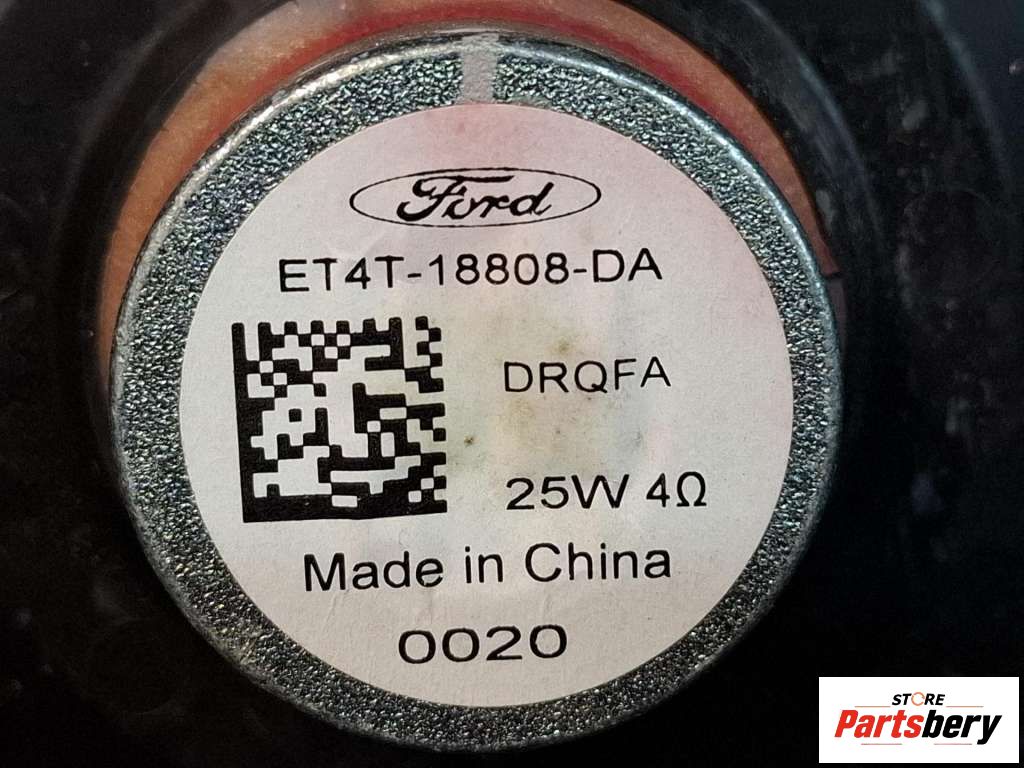 Ford
ET4T-18808-DA
DRQFA
25W 4Ω
Made in China
0020
STORE
Partsbery